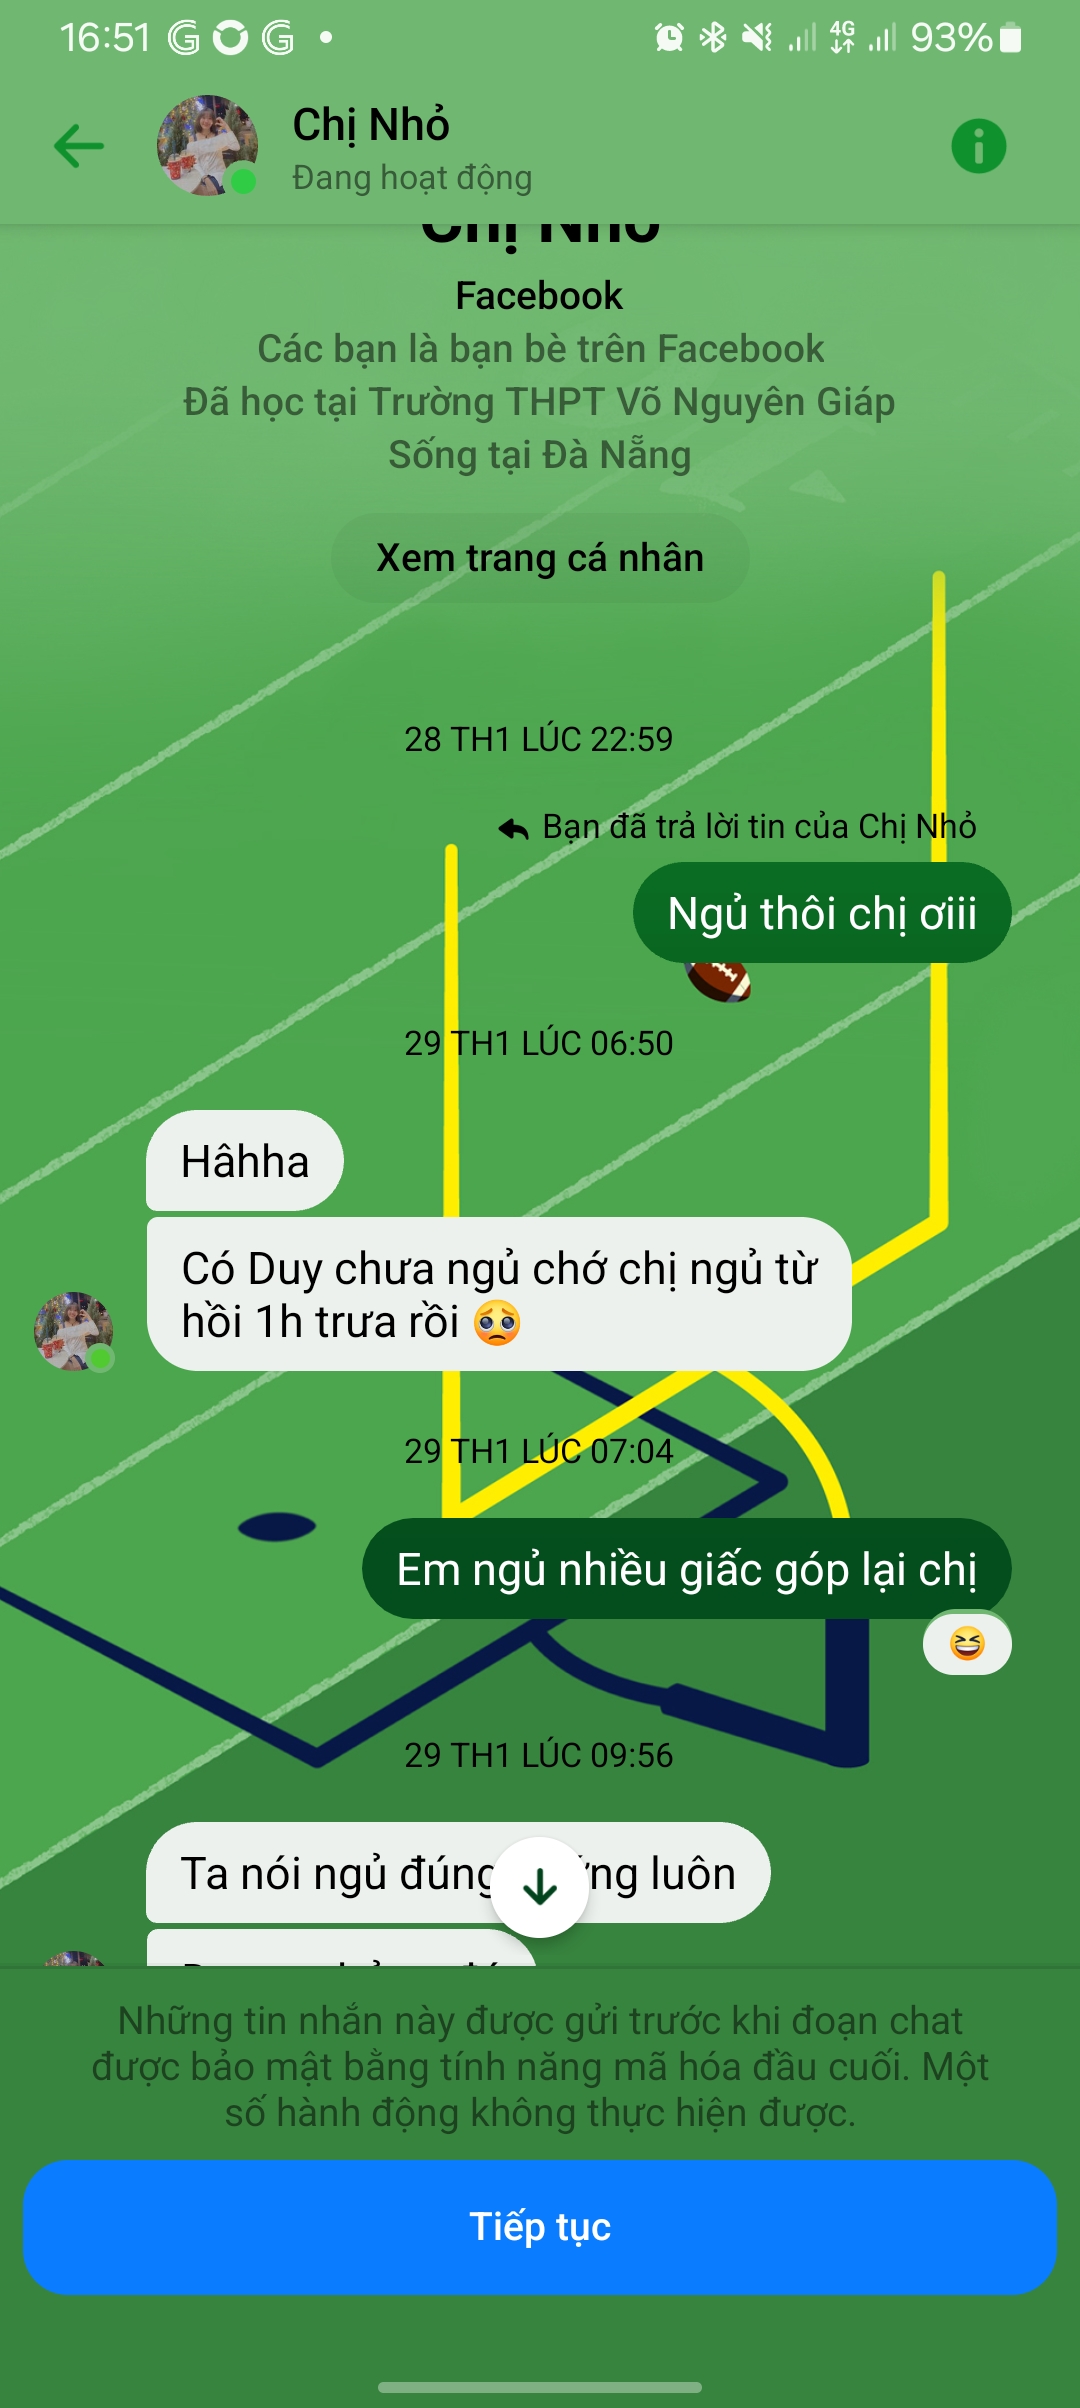 16:51
4G
93%
Chị Nhỏ
Đang hoạt động
Chị Nhỏ
Facebook
Các bạn là bạn bè trên Facebook
Đã học tại Trường THPT Võ Nguyên Giáp
Sống tại Đà Nẵng
Xem trang cá nhân
28 TH1 LÚC 22:59
Bạn đã trả lời tin của Chị Nhỏ
Ngủ thôi chị ơiii
29 TH1 LÚC 06:50
Hâhha
Có Duy chưa ngủ chớ chị ngủ từ
hồi 1h trưa rồi 🥺
29 TH1 LÚC 07:04
Em ngủ nhiều giấc góp lại chị
😆
29 TH1 LÚC 09:56
Ta nói ngủ đúng luôn
Những tin nhắn này được gửi trước khi đoạn chat
được bảo mật bằng tính năng mã hóa đầu cuối. Một
số hành động không thực hiện được.
Tiếp tục